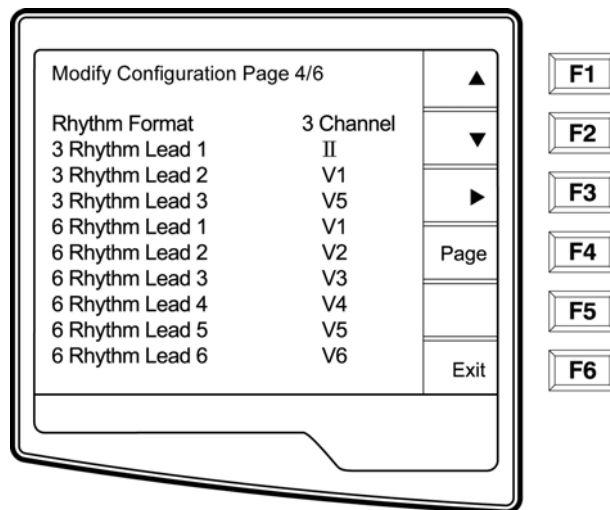 Modify Configuration Page 4/6
Rhythm Format 3 Channel
3 Rhythm Lead 1 II
3 Rhythm Lead 2 V1
3 Rhythm Lead 3 V5
6 Rhythm Lead 1 V1
6 Rhythm Lead 2 V2
6 Rhythm Lead 3 V3
6 Rhythm Lead 4 V4
6 Rhythm Lead 5 V5
6 Rhythm Lead 6 V6
▲
▼
►
Page
Exit
F1
F2
F3
F4
F5
F6